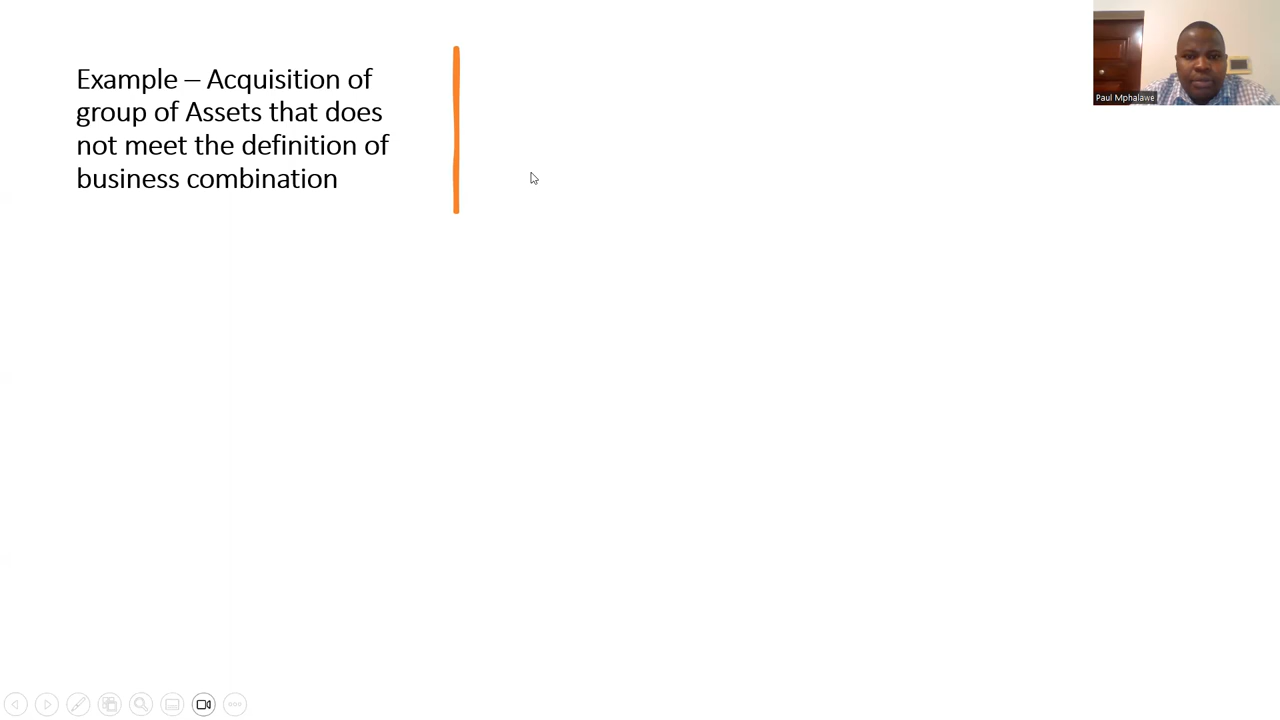 Example – Acquisition of
group of Assets that does
not meet the definition of
business combination
Paul Mphalawe